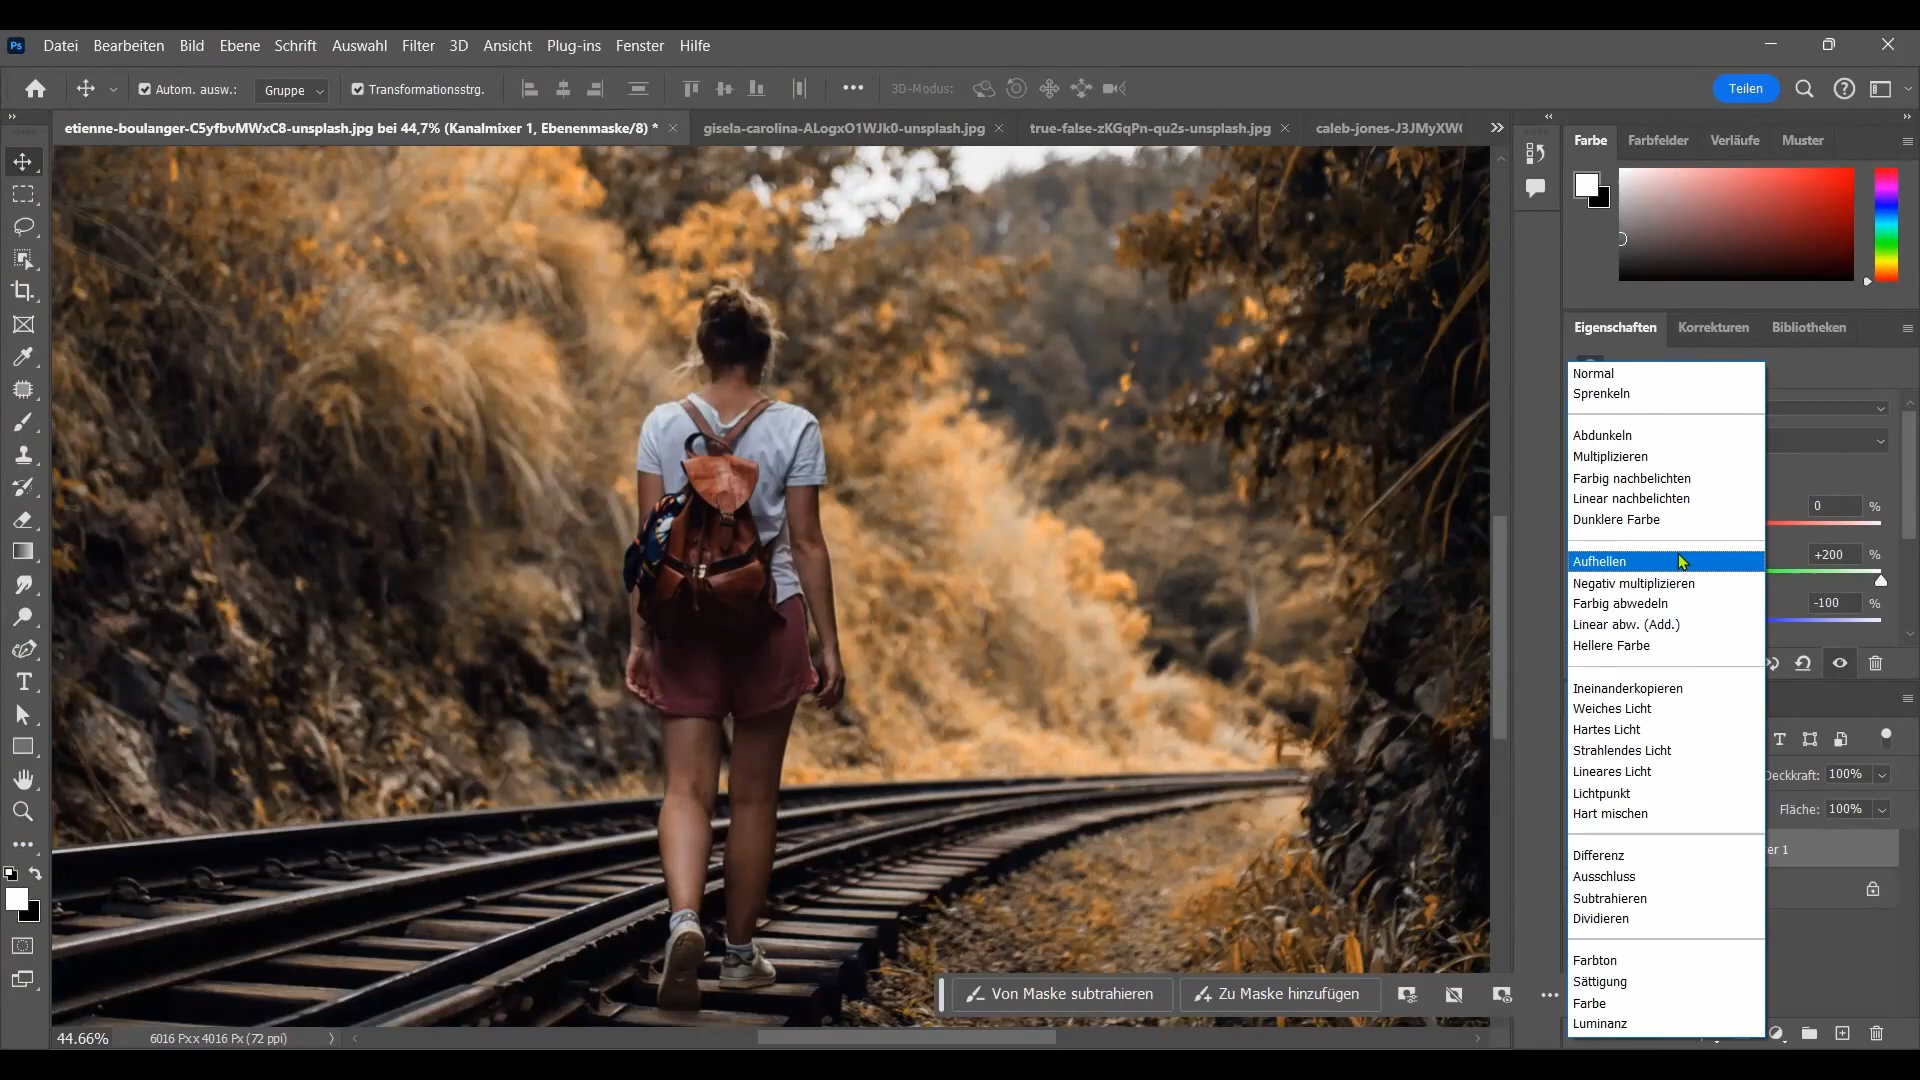 Ps Datei Bearbeiten Bild Ebene Schrift Auswahl Filter 3D Ansicht Plug-ins Fenster Hilfe
Autom. ausw.: Gruppe Transformationsstrg. 3D-Modus: Teilen
etienne-boulanger-C5yfbvMWxC8-unsplash.jpg bei 44,7% (Kanalmixer 1, Ebenenmaske/8) *
gisela-carolina-ALogxO1WJk0-unsplash.jpg
true-false-zKGqPn-qu2s-unsplash.jpg
caleb-jones-J3JMyXW
Farbe Farbfelder Verläufe Muster
Eigenschaften Korrekturen Bibliotheken
Normal
Sprenkeln
Abdunkeln
Multiplizieren
Farbig nachbelichten
Linear nachbelichten
Dunklere Farbe
Aufhellen
Negativ multiplizieren
Farbig abwedeln
Linear abw. (Add.)
Hellere Farbe
Ineinanderkopieren
Weiches Licht
Hartes Licht
Strahlendes Licht
Lineares Licht
Lichtpunkt
Hart mischen
Differenz
Ausschluss
Subtrahieren
Dividieren
Farbton
Sättigung
Farbe
Luminanz
0 %
+200 %
-100 %
Deckkraft: 100%
Fläche: 100%
er 1
Von Maske subtrahieren
Zu Maske hinzufügen
44.66%
6016 Px x 4016 Px (72 ppi)